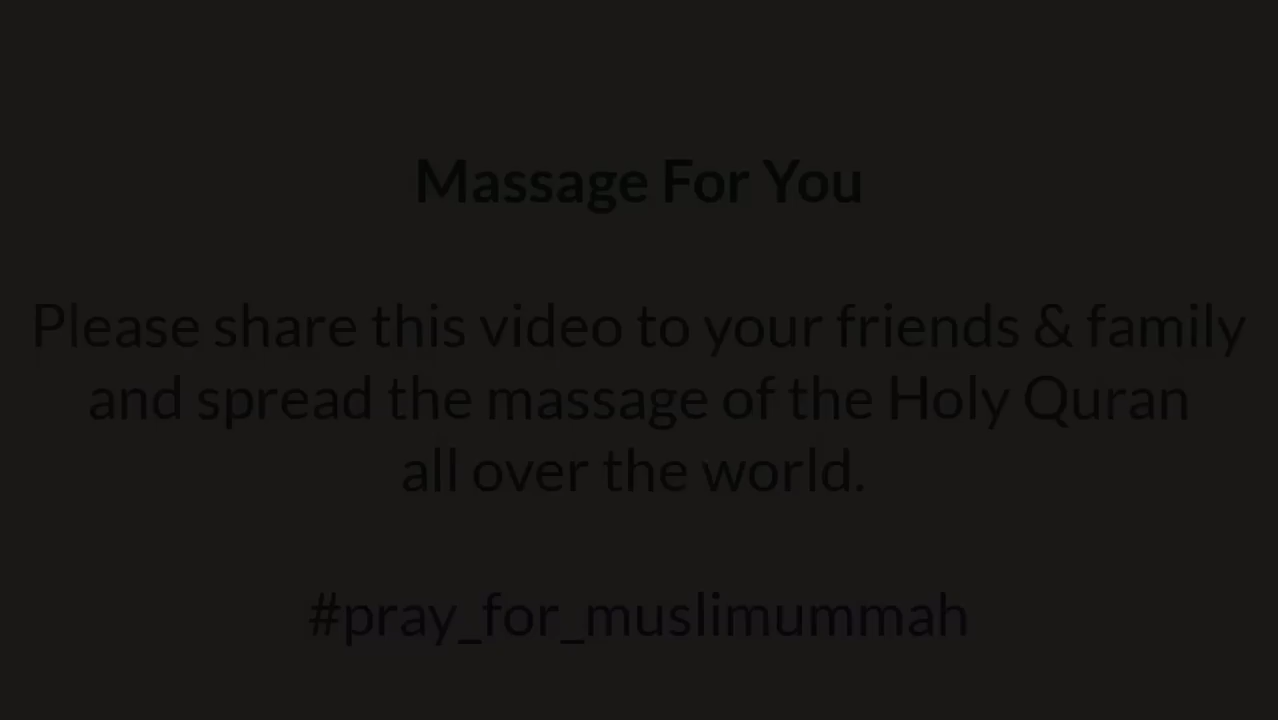 Massage For You
Please share this video to your friends & family
and spread the massage of the Holy Quran
all over the world.
#pray_for_muslimummah